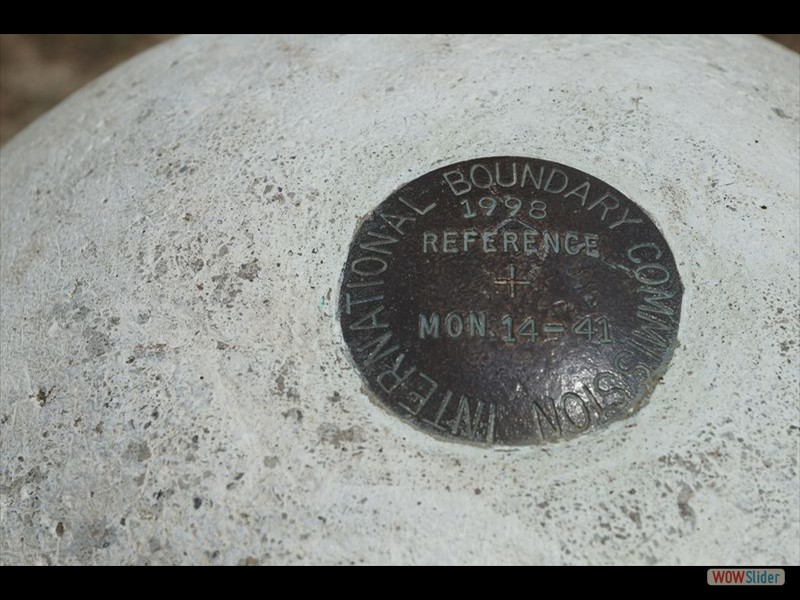 INTERNATIONAL BOUNDARY COMMISSION
1998
REFERENCE
MON. 14-41
WOWSlider